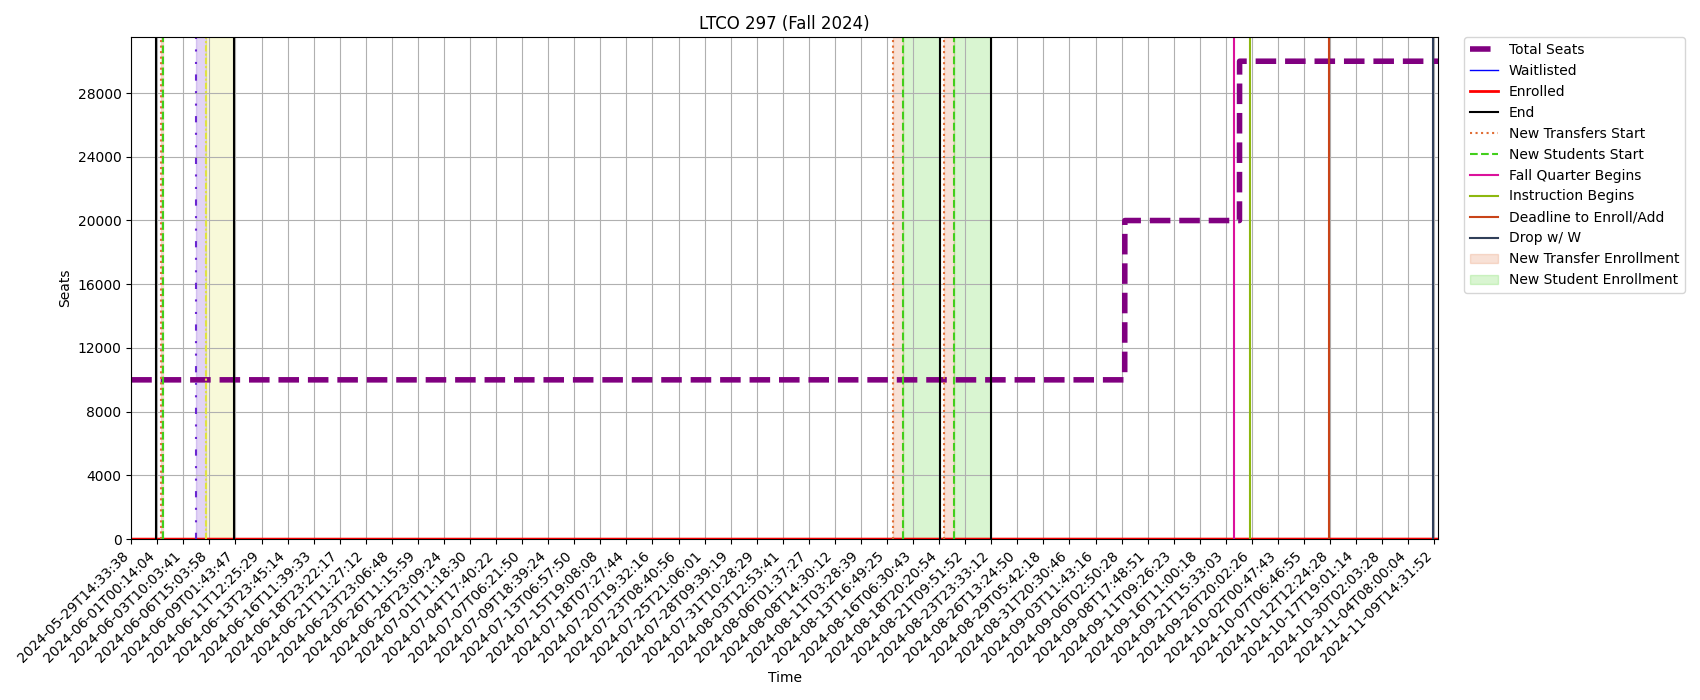 LTCO 297 (Fall 2024)
Seats
28000
24000
20000
16000
12000
8000
4000
0
2024-05-29T14:33:38
2024-06-01T00:14:04
2024-06-03T10:03:41
2024-06-06T15:03:58
2024-06-09T01:43:47
2024-06-11T12:25:29
2024-06-13T23:45:14
2024-06-16T11:39:33
2024-06-18T23:22:17
2024-06-21T11:27:12
2024-06-23T23:06:48
2024-06-26T11:15:59
2024-06-28T23:09:24
2024-07-01T11:18:30
2024-07-04T17:40:22
2024-07-07T06:21:50
2024-07-09T18:39:24
2024-07-13T06:57:50
2024-07-15T19:08:08
2024-07-18T07:27:44
2024-07-20T19:32:16
2024-07-23T08:40:56
2024-07-25T21:06:01
2024-07-28T09:39:19
2024-07-31T10:28:29
2024-08-03T12:53:41
2024-08-06T01:37:27
2024-08-08T14:30:12
2024-08-11T03:28:39
2024-08-13T16:49:25
2024-08-16T06:30:43
2024-08-18T20:20:54
2024-08-21T09:51:52
2024-08-23T23:33:12
2024-08-26T13:24:50
2024-08-29T05:42:18
2024-08-31T20:30:46
2024-09-03T11:43:16
2024-09-06T02:50:28
2024-09-08T17:48:51
2024-09-11T09:26:23
2024-09-16T11:00:18
2024-09-21T15:33:03
2024-09-26T20:02:26
2024-10-02T00:47:43
2024-10-07T06:46:55
2024-10-12T12:24:28
2024-10-17T19:01:14
2024-10-30T02:03:28
2024-11-04T08:00:04
2024-11-09T14:31:52
Time
Total Seats
Waitlisted
Enrolled
End
New Transfers Start
New Students Start
Fall Quarter Begins
Instruction Begins
Deadline to Enroll/Add
Drop w/ W
New Transfer Enrollment
New Student Enrollment